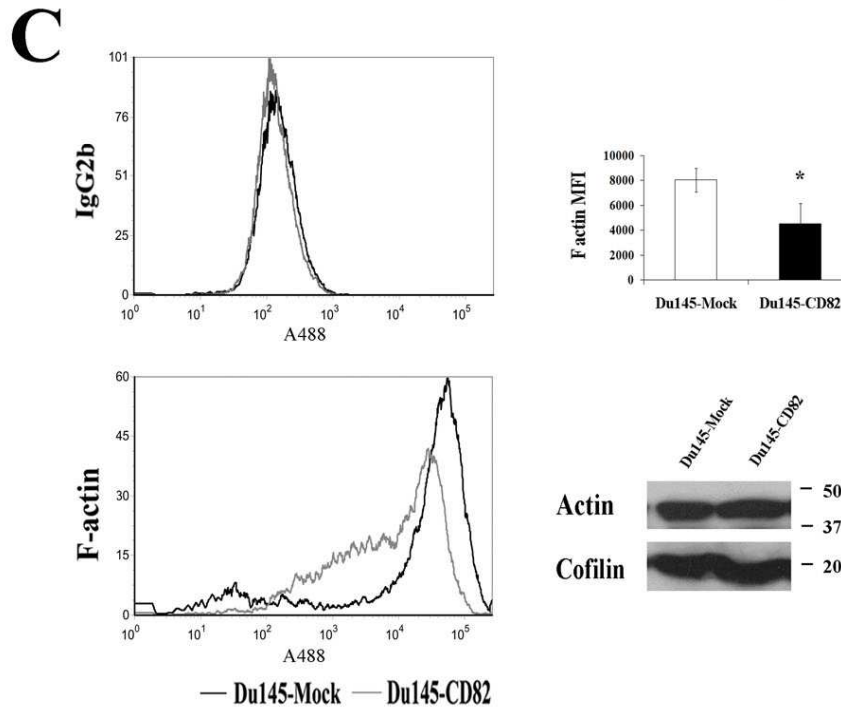 C
101
76
51
25
0
IgG2b
10^0 10^1 10^2 10^3 10^4 10^5
A488
10000
8000
6000
4000
2000
0
F actin MFI
*
Du145-Mock Du145-CD82
60
45
30
15
0
F-actin
10^0 10^1 10^2 10^3 10^4 10^5
A488
Du145-Mock Du145-CD82
Du145-Mock Du145-CD82
Actin
50
37
Cofilin
20